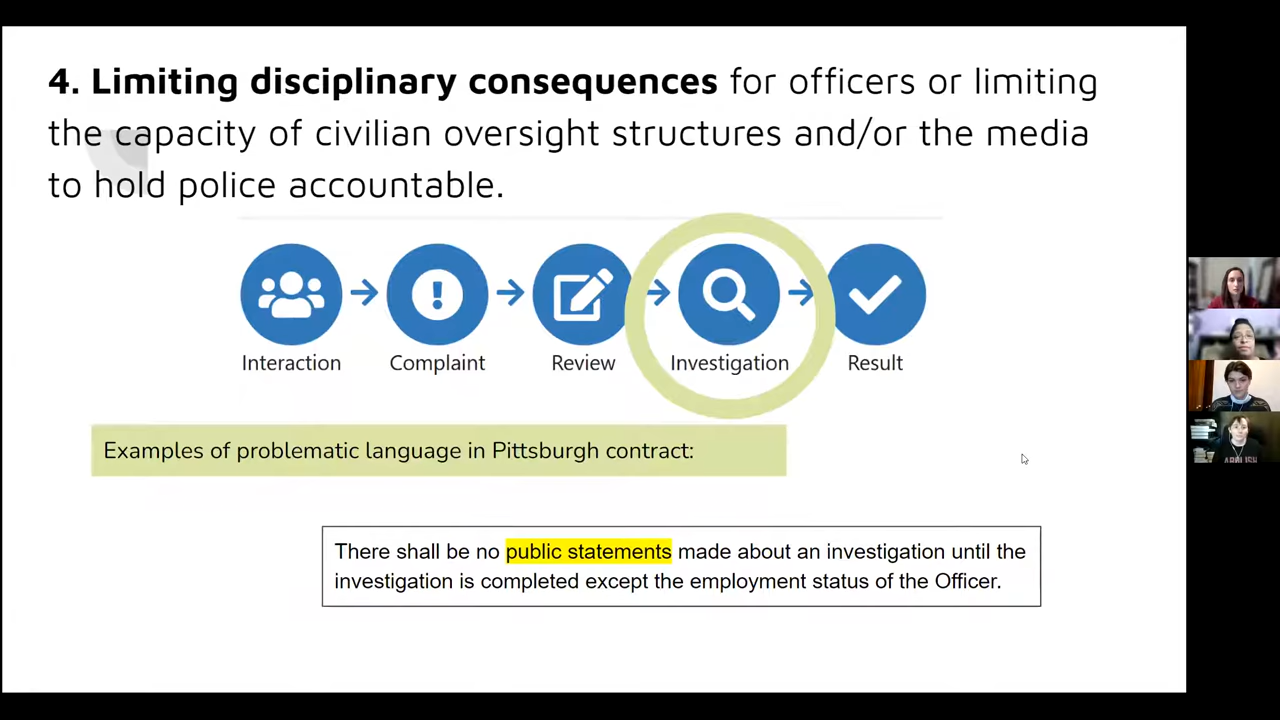 4. Limiting disciplinary consequences for officers or limiting
the capacity of civilian oversight structures and/or the media
to hold police accountable.
Interaction
Complaint
Review
Investigation
Result
Examples of problematic language in Pittsburgh contract:
There shall be no public statements made about an investigation until the
investigation is completed except the employment status of the Officer.
ABOLISH